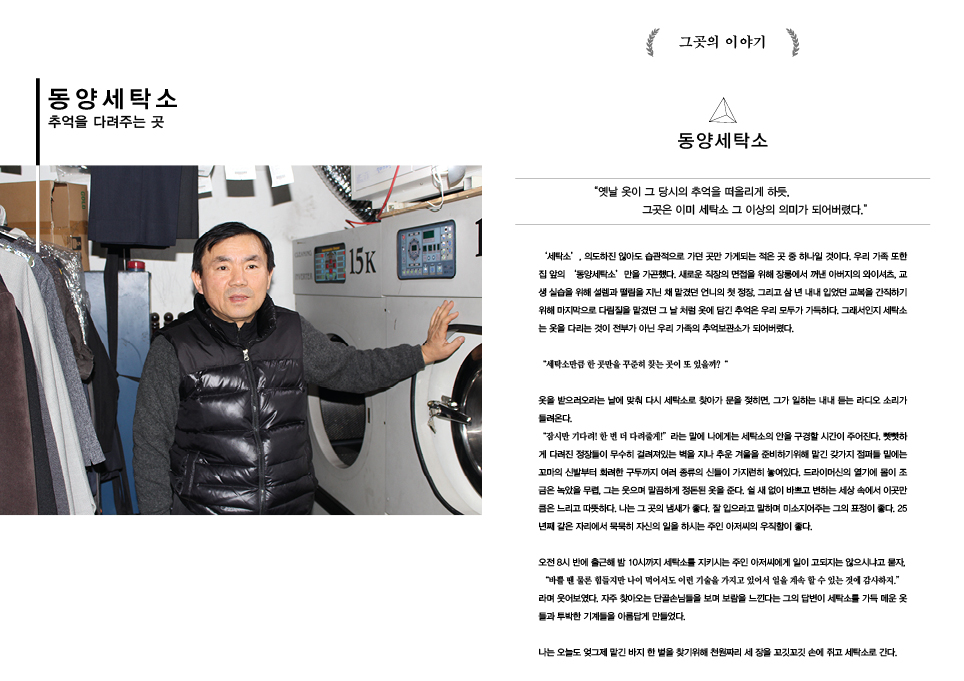 동양세탁소
추억을 다려주는 곳
15K
그곳의 이야기
동양세탁소
“옛날 옷이 그 당시의 추억을 떠올리게 하듯,
그곳은 이미 세탁소 그 이상의 의미가 되어버렸다.”
‘세탁소’, 의도하진 않아도 습관적으로 가던 곳만 가게되는 적은 곳 중 하나일 것이다. 우리 가족 또한
집 앞의 ‘동양세탁소’만을 가곤했다. 새로운 직장의 면접을 위해 장롱에서 꺼낸 아버지의 와이셔츠, 교
생 실습을 위해 설렘과 떨림을 지닌 채 맡겼던 언니의 첫 정장, 그리고 삼 년 내내 입었던 교복을 간직하기
위해 마지막으로 다림질을 맡겼던 그 날 처럼 옷에 담긴 추억은 우리 모두가 가득하다. 그래서인지 세탁소
는 옷을 다리는 것이 전부가 아닌 우리 가족의 추억보관소가 되어버렸다.
“세탁소만큼 한 곳만을 꾸준히 찾는 곳이 또 있을까? “
옷을 받으러오라는 날에 맞춰 다시 세탁소로 찾아가 문을 젖히면, 그가 일하는 내내 듣는 라디오 소리가
들려온다.
“잠시만 기다려! 한 번 더 다려줄게!” 라는 말에 나에게는 세탁소의 안을 구경할 시간이 주어진다. 빳빳하
게 다려진 정장들이 무수히 걸려져있는 벽을 지나 추운 겨울을 준비하기위해 맡긴 갖가지 점퍼들 밑에는
꼬마의 신발부터 화려한 구두까지 여러 종류의 신들이 가지런히 놓여있다. 드라이머신의 열기에 몸이 조
금은 녹았을 무렵, 그는 웃으며 말끔하게 정돈된 옷을 준다. 쉴 새 없이 바쁘고 변하는 세상 속에서 이곳만
큼은 느리고 따뜻하다. 나는 그 곳의 냄새가 좋다. 잘 입으라고 말하며 미소지어주는 그의 표정이 좋다. 25
년째 같은 자리에서 묵묵히 자신의 일을 하시는 주인 아저씨의 우직함이 좋다.
오전 8시 반에 출근해 밤 10시까지 세탁소를 지키시는 주인 아저씨에게 일이 고되지는 않으시냐고 묻자,
“바쁠 땐 물론 힘들지만 나이 먹어서도 이런 기술을 가지고 있어서 일을 계속 할 수 있는 것에 감사하지.”
라며 웃어보였다. 자주 찾아오는 단골손님들을 보며 보람을 느낀다는 그의 답변이 세탁소를 가득 메운 옷
들과 투박한 기계들을 아름답게 만들었다.
나는 오늘도 엊그제 맡긴 바지 한 벌을 찾기위해 천원짜리 세 장을 꼬깃꼬깃 손에 쥐고 세탁소로 간다.